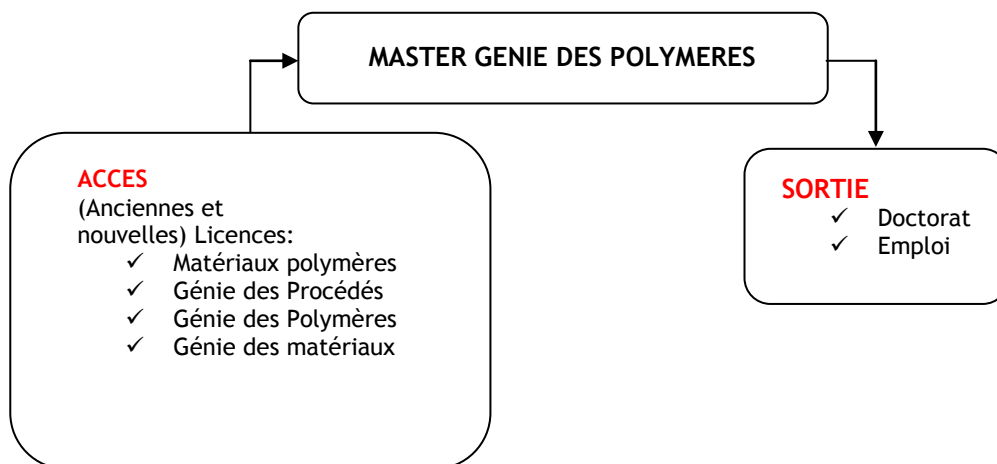 MASTER GENIE DES POLYMERES
ACCES
(Anciennes et
nouvelles) Licences:
✓ Matériaux polymères
✓ Génie des Procédés
✓ Génie des Polymères
✓ Génie des matériaux
SORTIE
✓ Doctorat
✓ Emploi